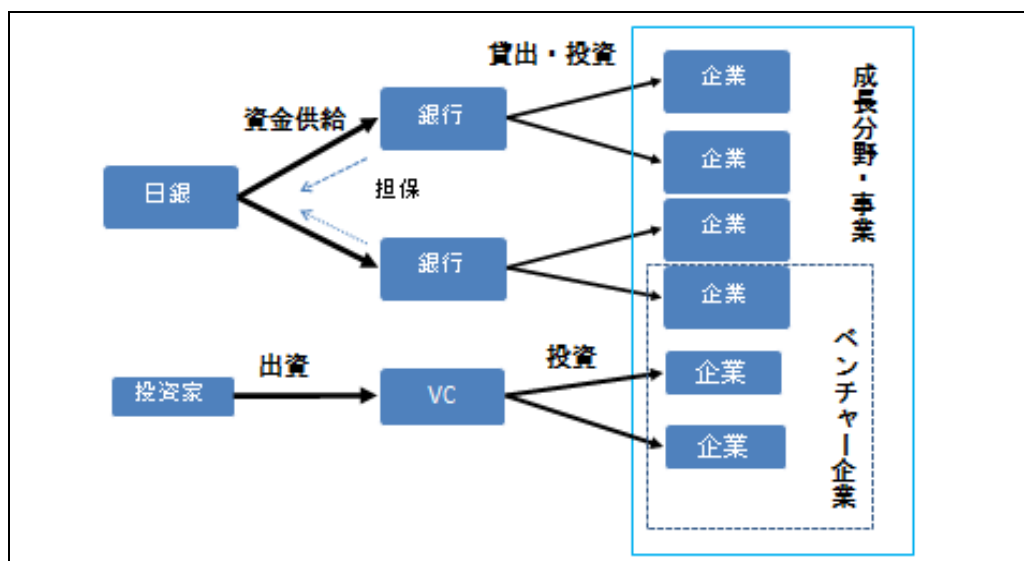 貸出・投資
企業
成長分野・事業
資金供給
銀行
企業
日銀
担保
企業
銀行
企業
ベンチャー企業
出資
投資
投資家
VC
企業
企業